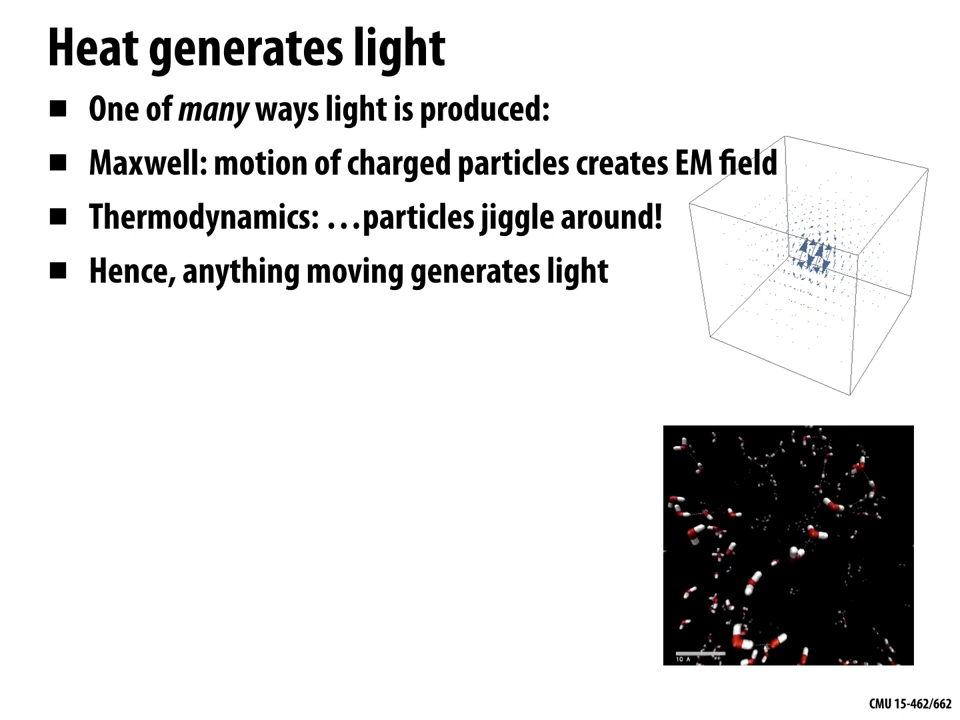 Heat generates light
■ One of many ways light is produced:
■ Maxwell: motion of charged particles creates EM field
■ Thermodynamics: …particles jiggle around!
■ Hence, anything moving generates light
10 A
CMU 15-462/662